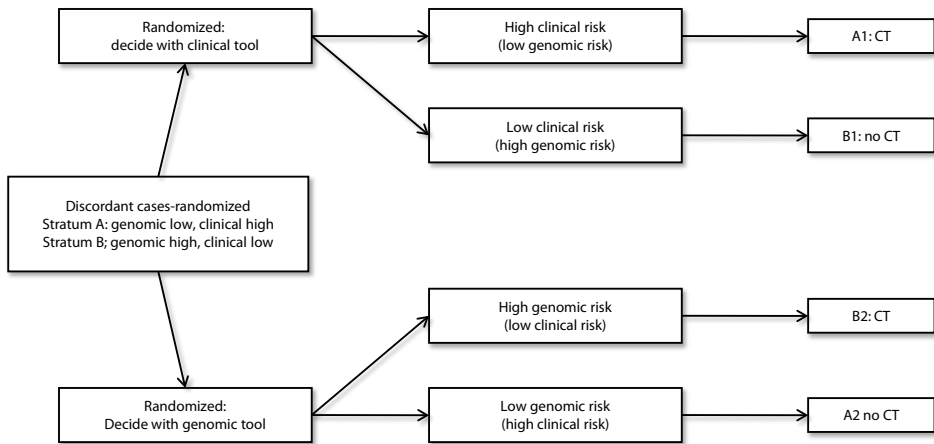 Randomized:
decide with clinical tool
High clinical risk
(low genomic risk)
A1: CT
Low clinical risk
(high genomic risk)
B1: no CT
Discordant cases-randomized
Stratum A: genomic low, clinical high
Stratum B; genomic high, clinical low
High genomic risk
(low clinical risk)
B2: CT
Randomized:
Decide with genomic tool
Low genomic risk
(high clinical risk)
A2 no CT